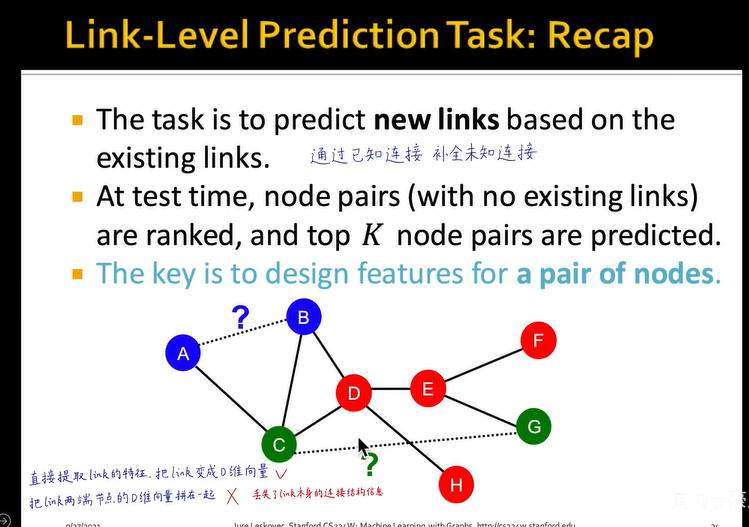 Link-Level Prediction Task: Recap
The task is to predict new links based on the
existing links.
通过已知连接 补全未知连接
At test time, node pairs (with no existing links)
are ranked, and top K node pairs are predicted.
The key is to design features for a pair of nodes.
?
B
A
F
D
E
G
C
?
H
直接提取link的特征,把link变成D维向量 ✓
把link两端节点的D维向量拼在一起 ✗ 丢失了link本身的连接结构信息
9/27/2021
Jure Leskovec, Stanford CS224W: Machine Learning with Graphs, http://cs224w.stanford.edu